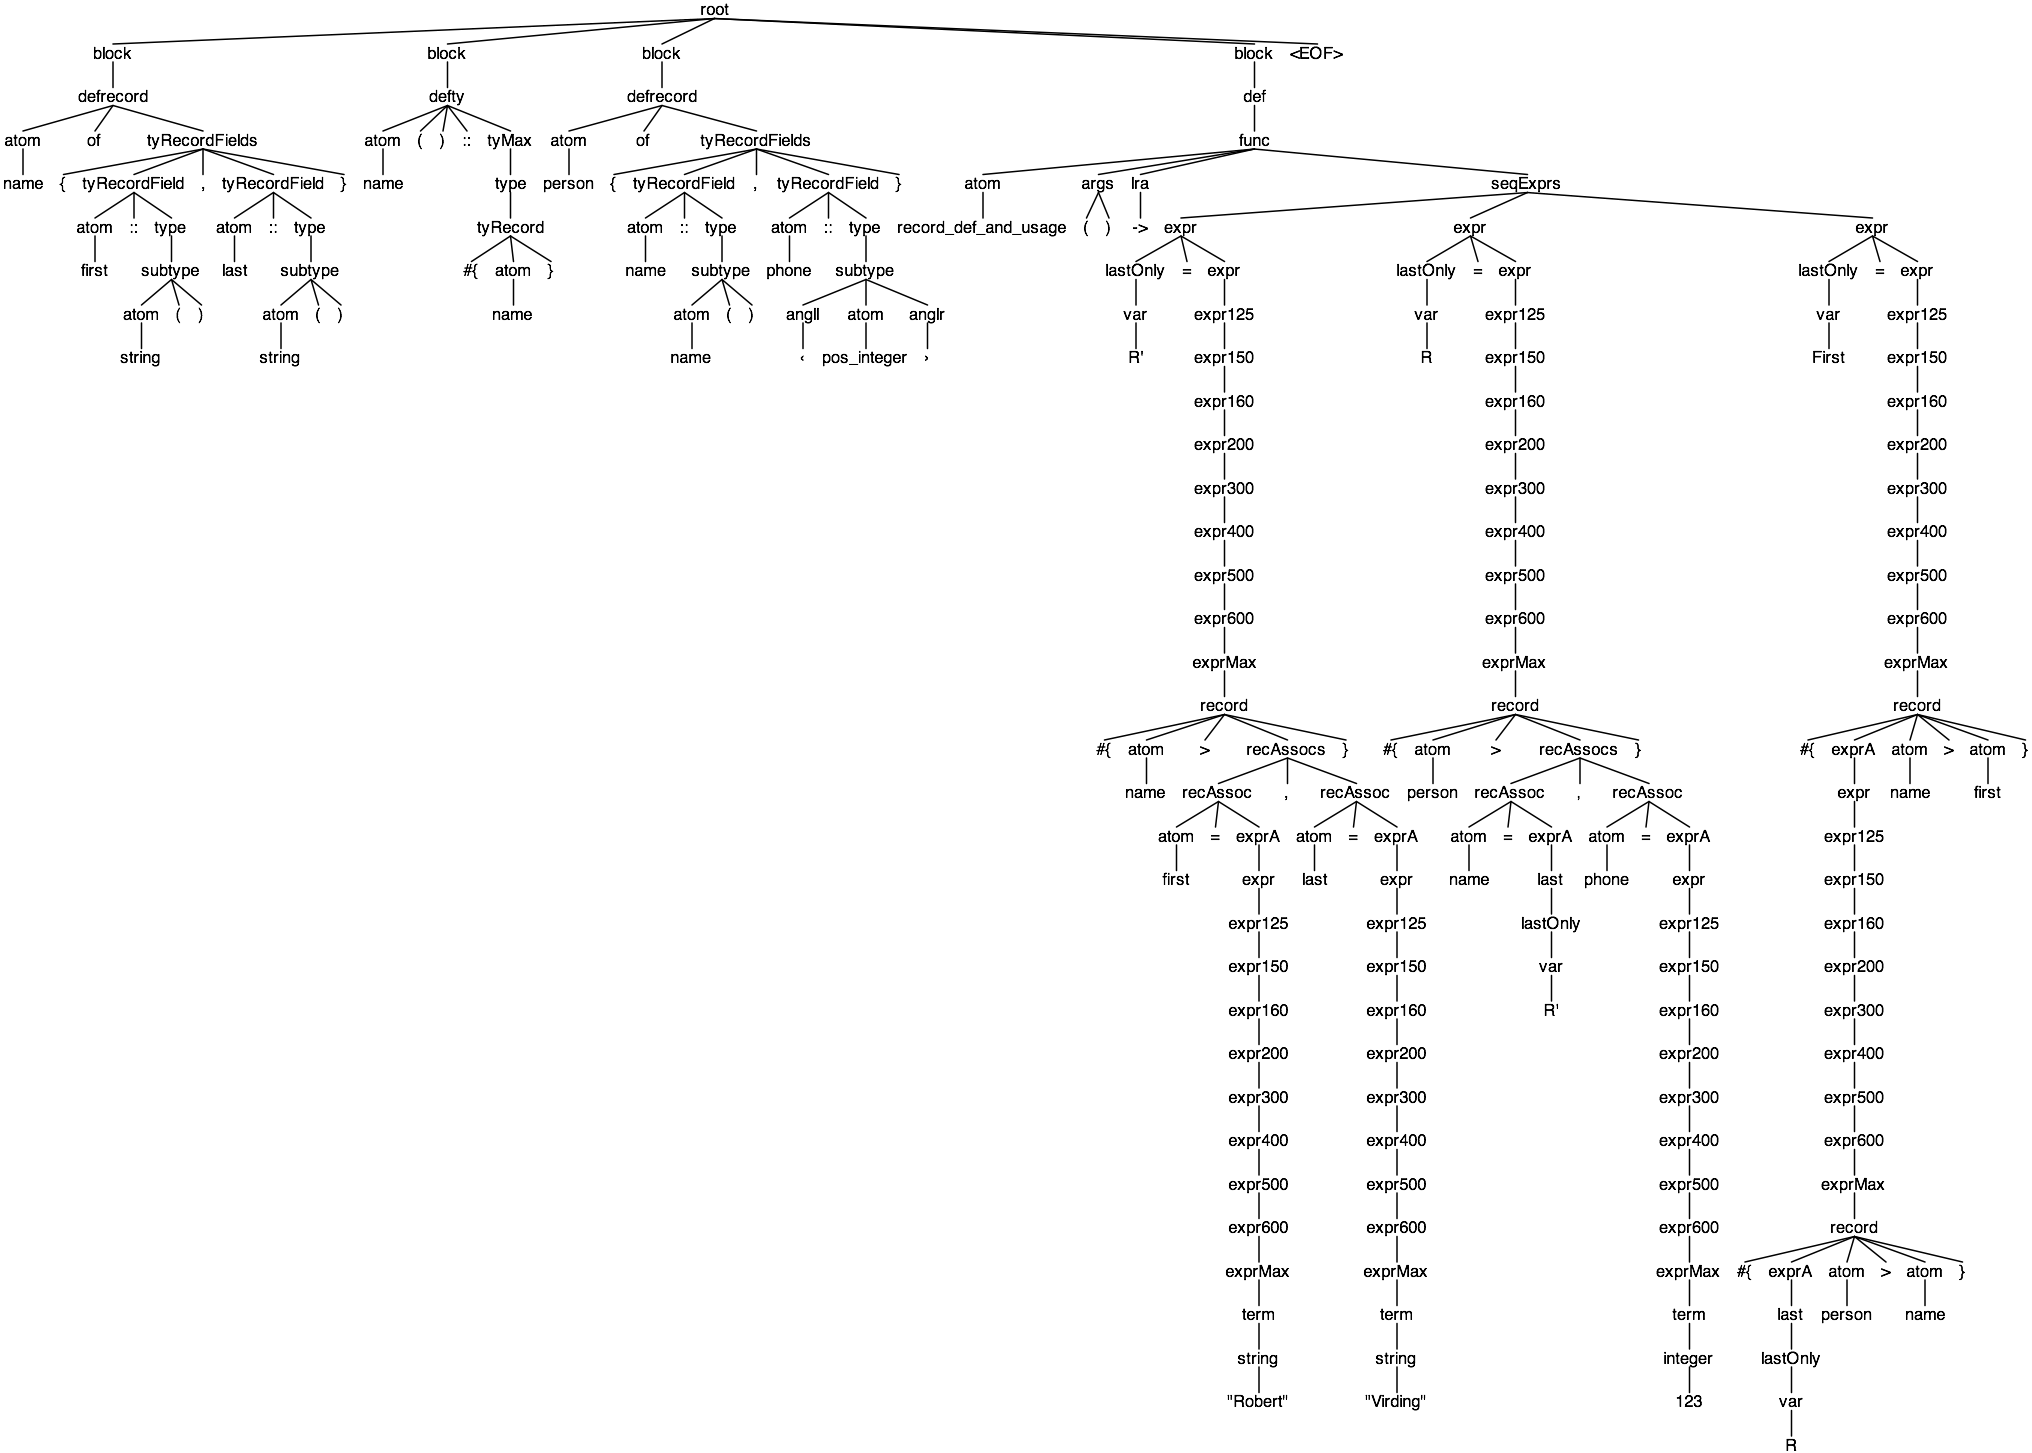 root
block block block block <EOF>
defrecord defty defrecord def
atom of tyRecordFields atom ( ) :: tyMax atom of tyRecordFields func
name { tyRecordField , tyRecordField } name type person { tyRecordField , tyRecordField } atom args lra seqExprs
atom :: type atom :: type tyRecord atom :: type atom :: type record_def_and_usage ( ) -> expr expr expr
first subtype last subtype #{ atom } name subtype phone subtype lastOnly = expr lastOnly = expr lastOnly = expr
atom ( ) atom ( ) name atom ( ) angll atom anglr var expr125 var expr125 var expr125
string string name ‹ pos_integer › R' expr150 R expr150 First expr150
expr160 expr160 expr160
expr200 expr200 expr200
expr300 expr300 expr300
expr400 expr400 expr400
expr500 expr500 expr500
expr600 expr600 expr600
exprMax exprMax exprMax
record record record
#{ atom > recAssocs } #{ atom > recAssocs } #{ exprA atom > atom }
name recAssoc , recAssoc person recAssoc , recAssoc expr name first
atom = exprA atom = exprA atom = exprA atom = exprA expr125
first expr last expr name last phone expr expr150
expr125 expr125 lastOnly expr125 expr160
expr150 expr150 var expr150 expr200
expr160 expr160 R' expr160 expr300
expr200 expr200 expr200 expr400
expr300 expr300 expr300 expr500
expr400 expr400 expr400 expr600
expr500 expr500 expr500 exprMax
expr600 expr600 expr600 record
exprMax exprMax exprMax #{ exprA atom > atom }
term term term last person name
string string integer lastOnly
"Robert" "Virding" 123 var
R